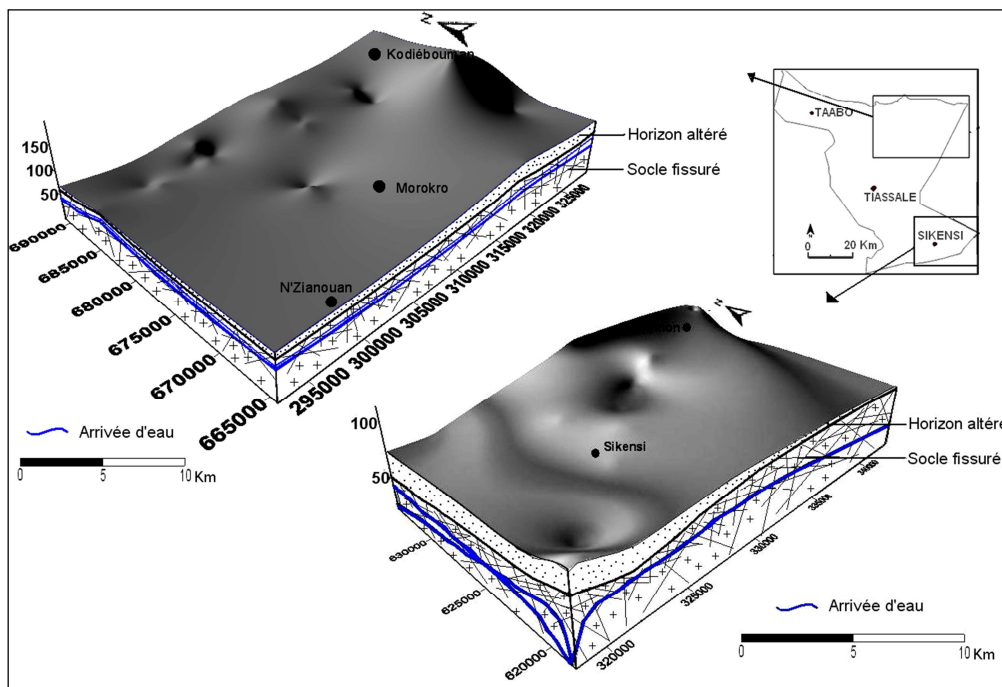 N
Kodiébouman
Morokro
N'Zianouan
150
100
50
690000
685000
680000
675000
670000
665000
295000
300000
305000
310000
315000
320000
325000
Horizon altéré
Socle fissuré
Arrivée d'eau
0 5 10 Km
TAABO
TIASSALE
SIKENSI
N
0 20 Km
N
Sikensi
100
50
630000
625000
620000
320000
325000
330000
335000
340000
Horizon altéré
Socle fissuré
Arrivée d'eau
0 5 10
Km